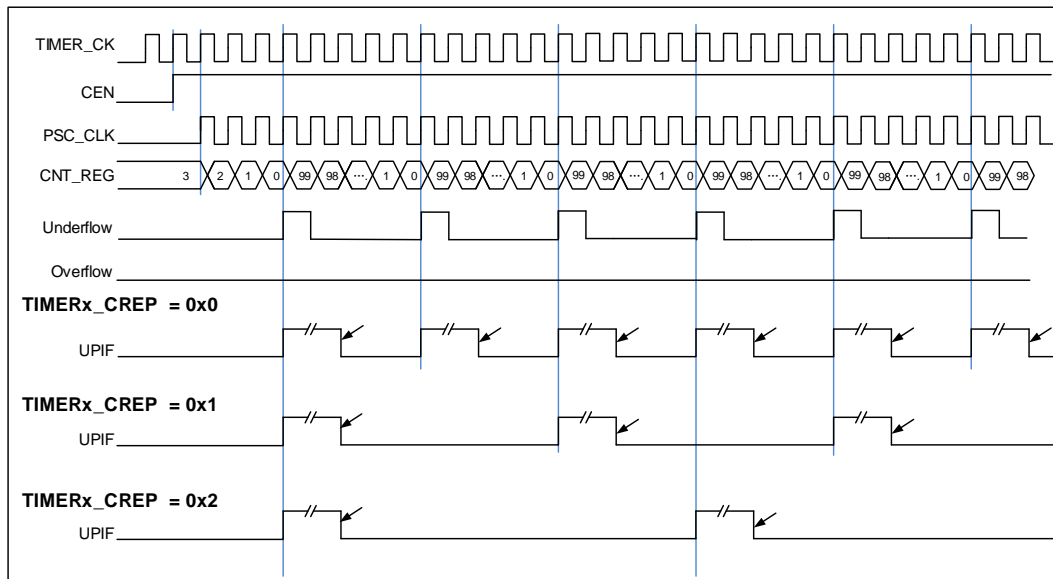 TIMER_CK
CEN
PSC_CLK
CNT_REG 3 2 1 0 99 98 .... 1 0 99 98 .... 1 0 99 98 .... 1 0 99 98 .... 1 0 99 98 .... 1 0 99 98
Underflow
Overflow
TIMERx_CREP = 0x0
UPIF
TIMERx_CREP = 0x1
UPIF
TIMERx_CREP = 0x2
UPIF